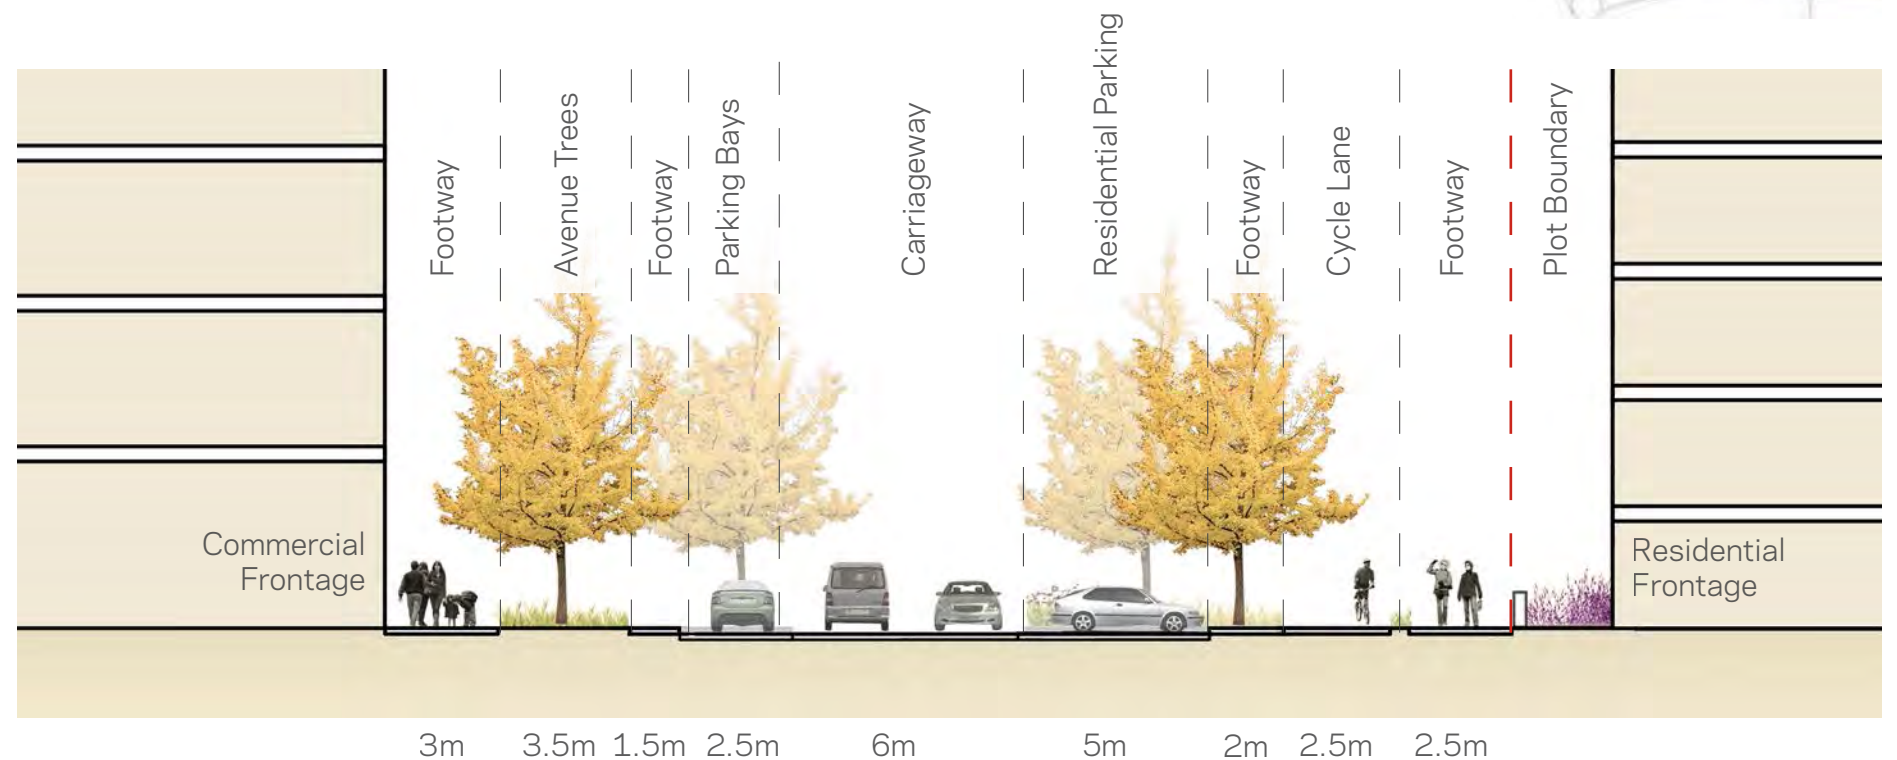 Footway
Avenue Trees
Footway
Parking Bays
Carriageway
Residential Parking
Footway
Cycle Lane
Footway
Plot Boundary
Commercial
Frontage
Residential
Frontage
3m 3.5m 1.5m 2.5m 6m 5m 2m 2.5m 2.5m